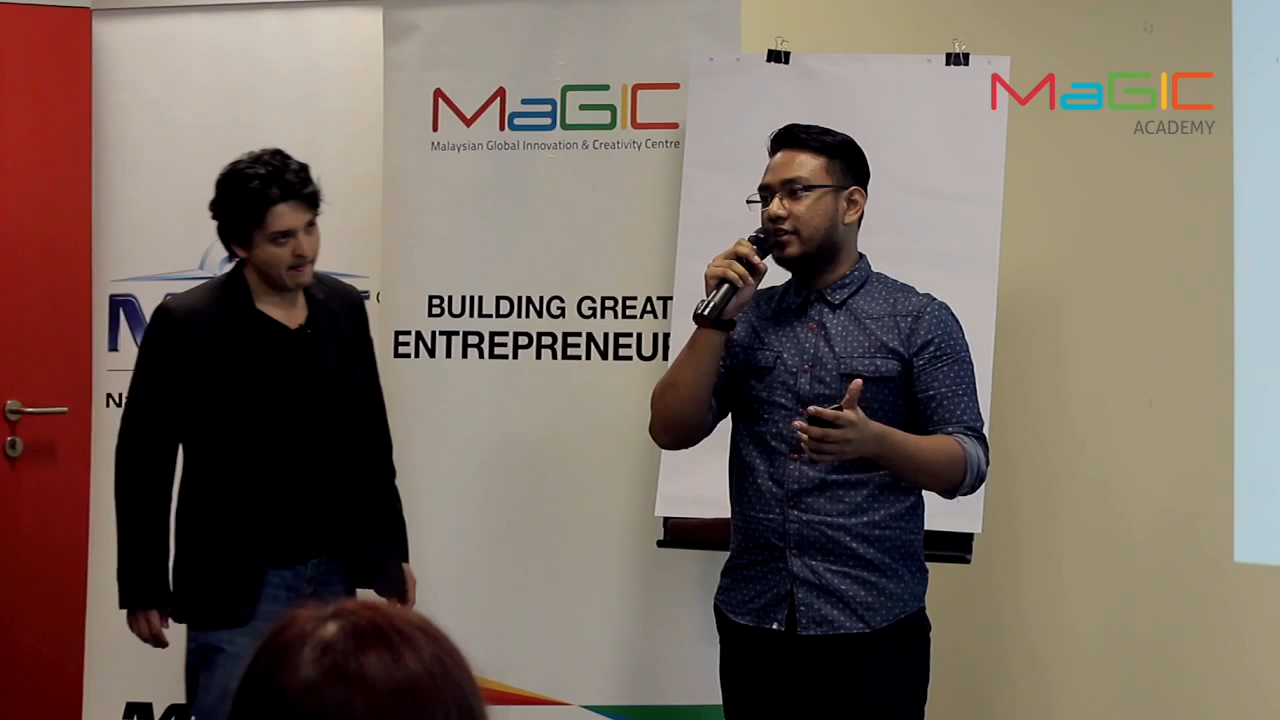 MaGIC
Malaysian Global Innovation & Creativity Centre
BUILDING GREAT
ENTREPRENEUR
MaGIC
ACADEMY